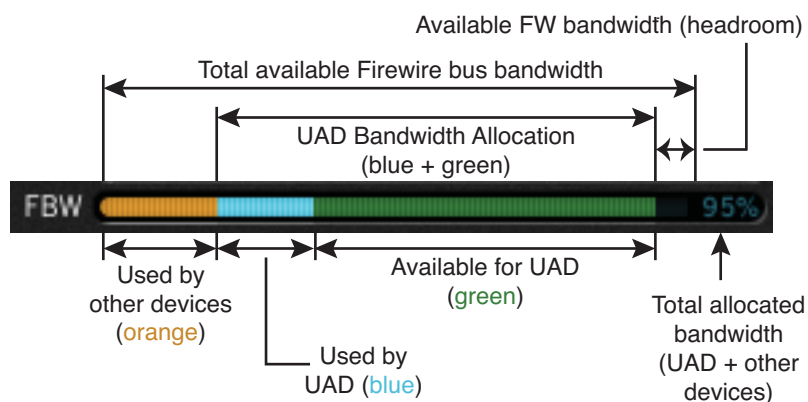 Available FW bandwidth (headroom)
Total available Firewire bus bandwidth
UAD Bandwidth Allocation
(blue + green)
FBW
95%
Used by
other devices
(orange)
Available for UAD
(green)
Used by
UAD (blue)
Total allocated
bandwidth
(UAD + other
devices)